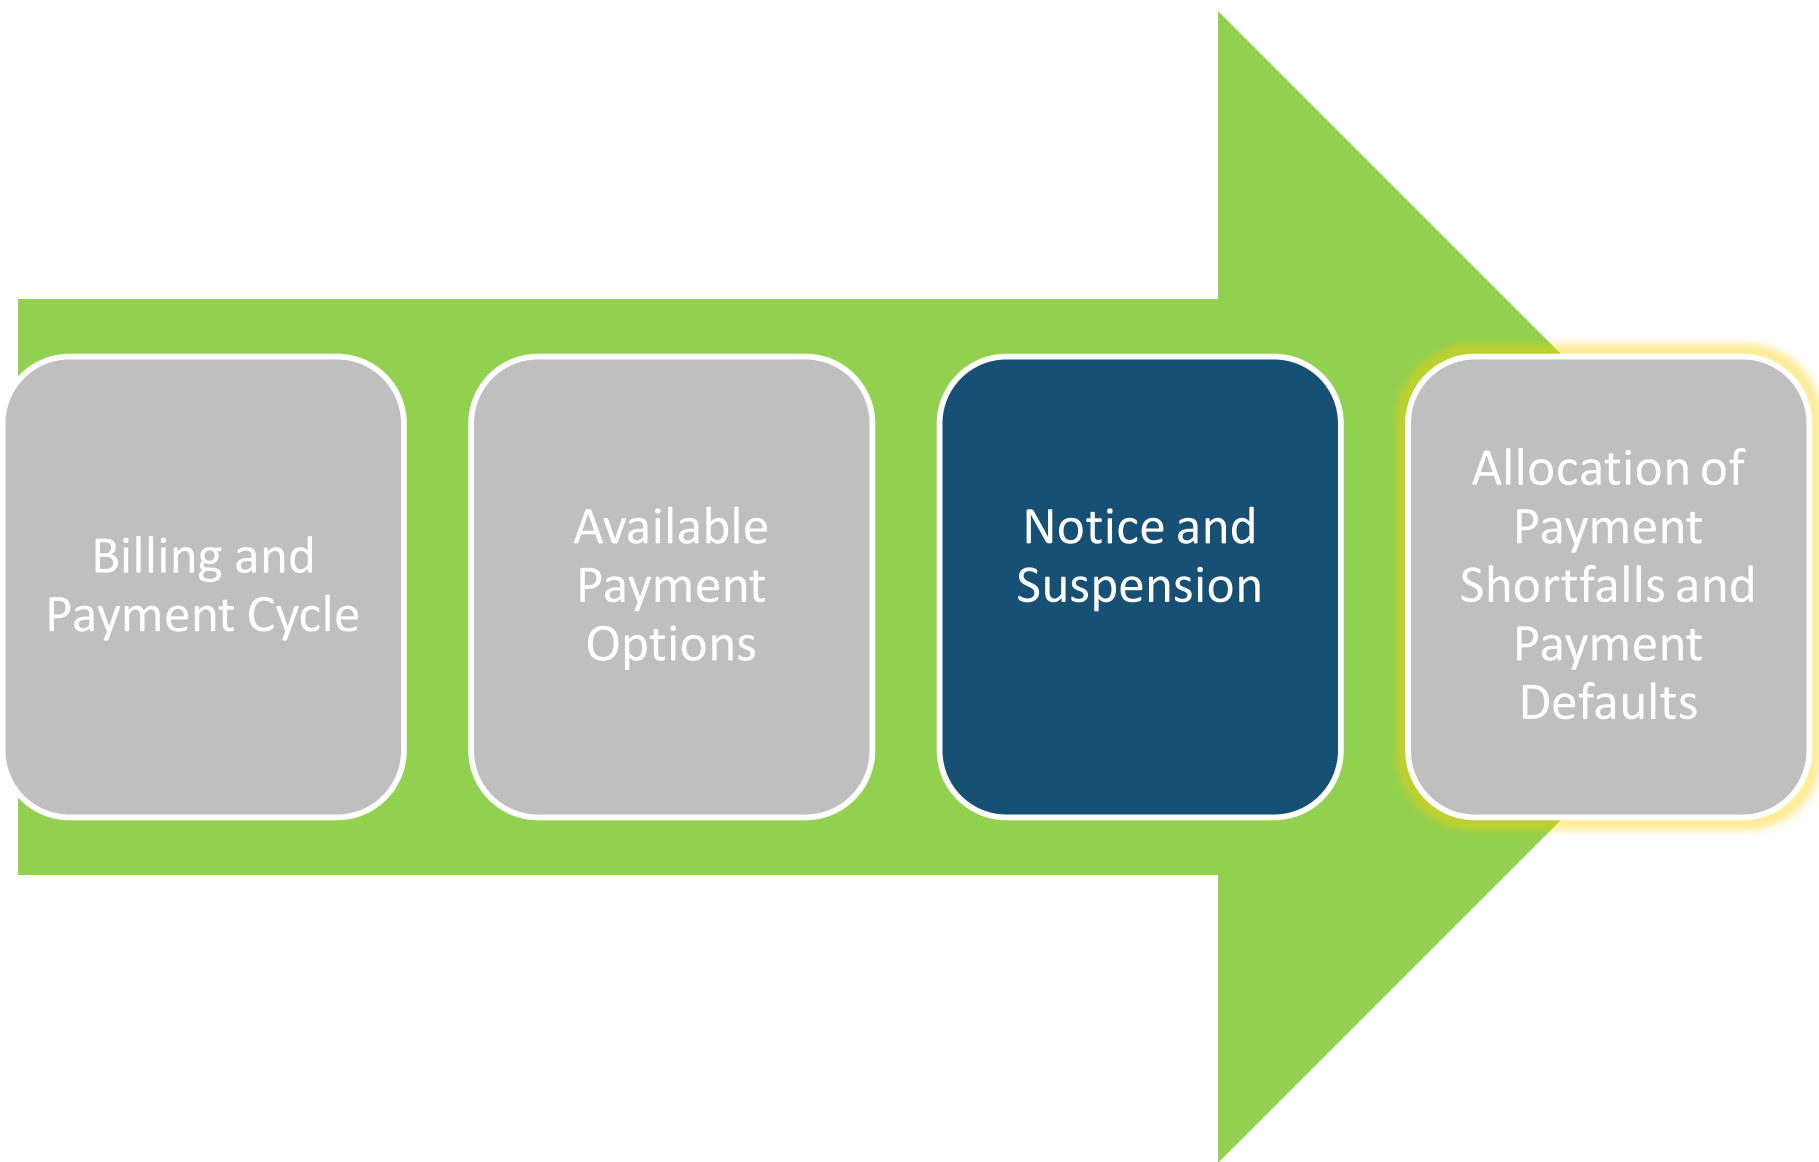 Billing and
Payment Cycle
Available
Payment
Options
Notice and
Suspension
Allocation of
Payment
Shortfalls and
Payment
Defaults